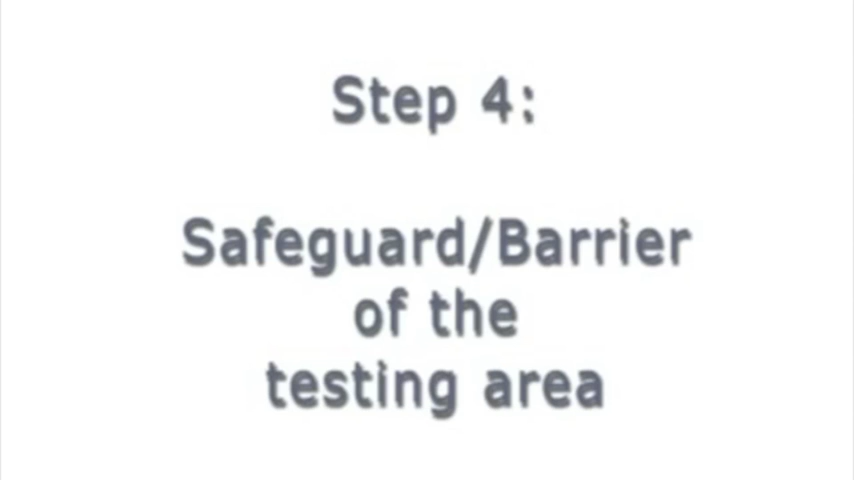 Step 4:
Safeguard/Barrier
of the
testing area